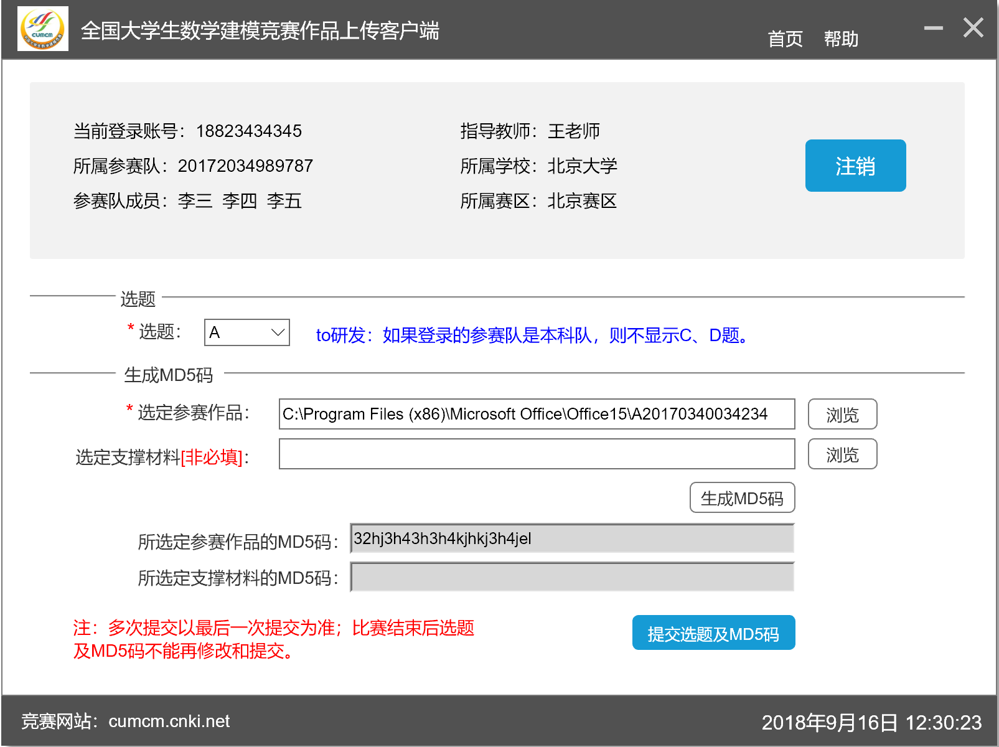 CUMCM
全国大学生数学建模竞赛作品上传客户端
首页 帮助
当前登录账号：18823434345
指导教师：王老师
所属参赛队：20172034989787
所属学校：北京大学
参赛队成员：李三 李四 李五
所属赛区：北京赛区
注销
选题
* 选题：
A
to研发：如果登录的参赛队是本科队，则不显示C、D题。
生成MD5码
* 选定参赛作品：
C:\Program Files (x86)\Microsoft Office\Office15\A20170340034234
浏览
选定支撑材料[非必填]：
浏览
生成MD5码
所选定参赛作品的MD5码：
32hj3h43h3h4kjhkj3h4jel
所选定支撑材料的MD5码：
注：多次提交以最后一次提交为准；比赛结束后选题
及MD5码不能再修改和提交。
提交选题及MD5码
竞赛网站：cumcm.cnki.net
2018年9月16日 12:30:23